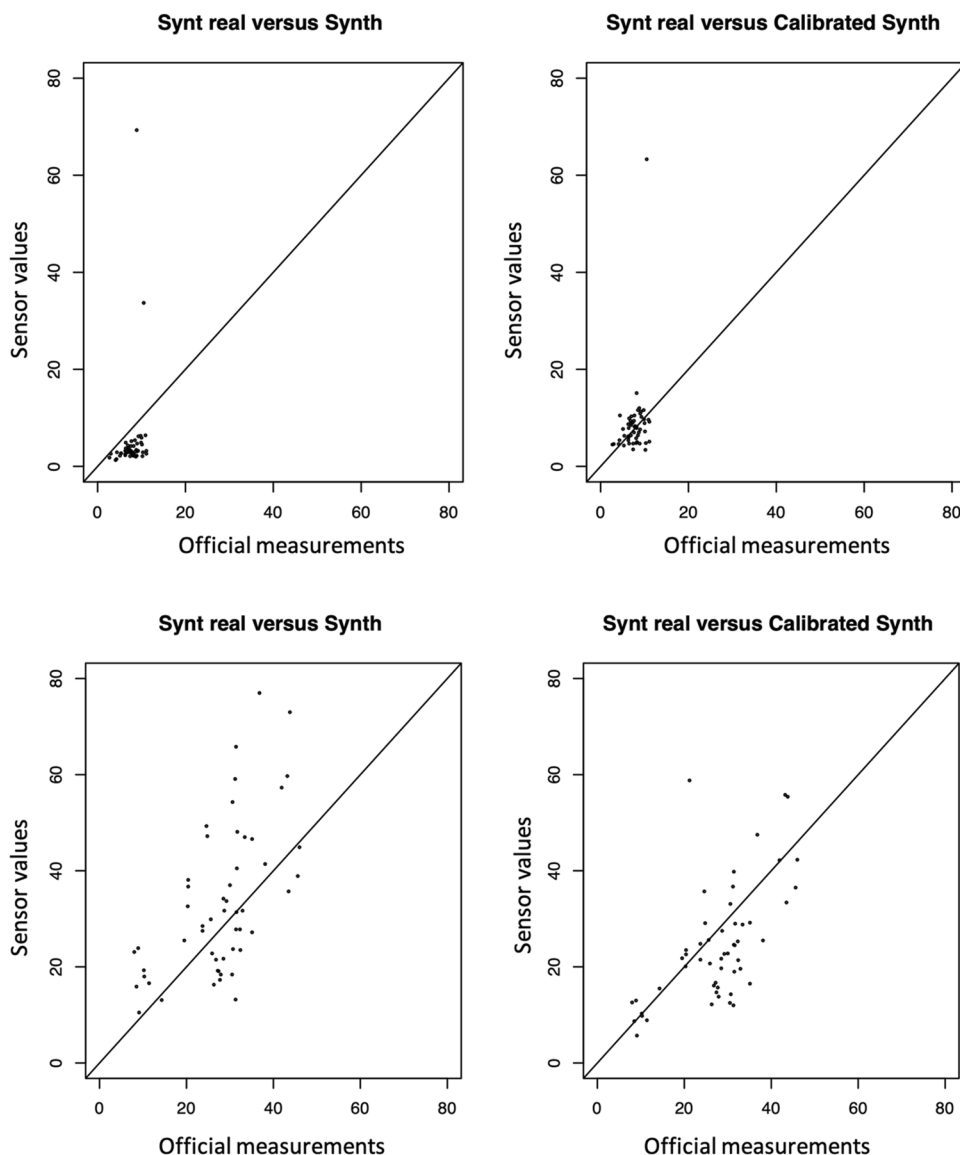 Synt real versus Synth
Synt real versus Calibrated Synth
80
60
40
20
0
Sensor values
0 20 40 60 80
Official measurements
80
60
40
20
0
Sensor values
0 20 40 60 80
Official measurements
Synt real versus Synth
Synt real versus Calibrated Synth
80
60
40
20
0
Sensor values
0 20 40 60 80
Official measurements
80
60
40
20
0
Sensor values
0 20 40 60 80
Official measurements